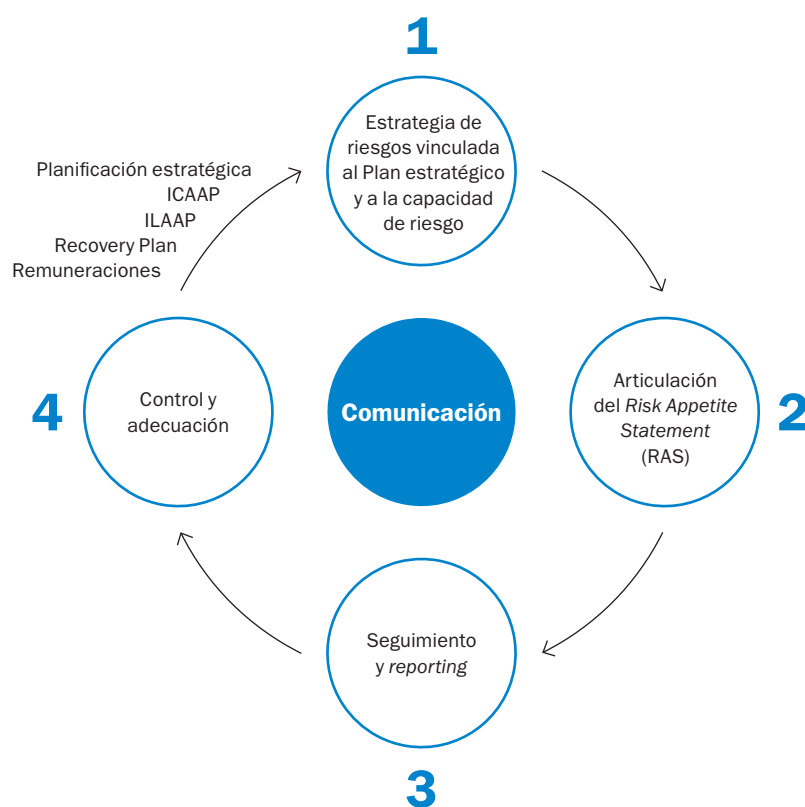 1
Estrategia de
riesgos vinculada
al Plan estratégico
y a la capacidad
de riesgo
Planificación estratégica
ICAAP
ILAAP
Recovery Plan
Remuneraciones
4
Control y
adecuación
Comunicación
Articulación
del Risk Appetite
Statement
(RAS)
2
Seguimiento
y reporting
3